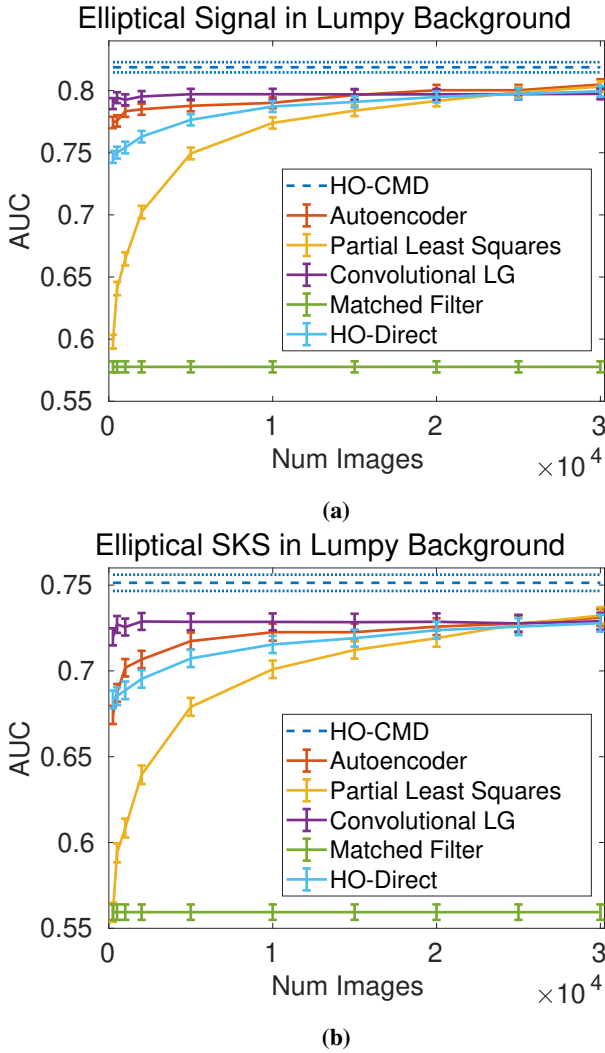 Elliptical Signal in Lumpy Background
0.8
0.75
0.7
0.65
0.6
0.55
AUC
HO-CMD
Autoencoder
Partial Least Squares
Convolutional LG
Matched Filter
HO-Direct
0 1 2 3
Num Images
×10^4
(a)
Elliptical SKS in Lumpy Background
0.75
0.7
0.65
0.6
0.55
AUC
HO-CMD
Autoencoder
Partial Least Squares
Convolutional LG
Matched Filter
HO-Direct
0 1 2 3
Num Images
×10^4
(b)